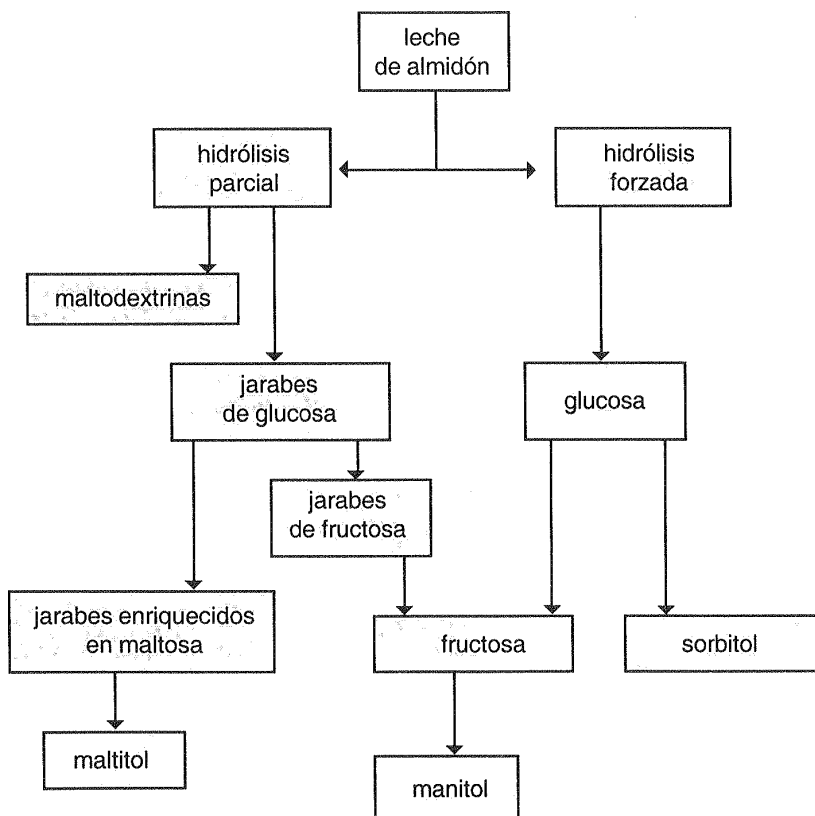 leche
de almidón
hidrólisis
parcial
hidrólisis
forzada
maltodextrinas
jarabes
de glucosa
glucosa
jarabes
de fructosa
jarabes enriquecidos
en maltosa
fructosa
sorbitol
maltitol
manitol